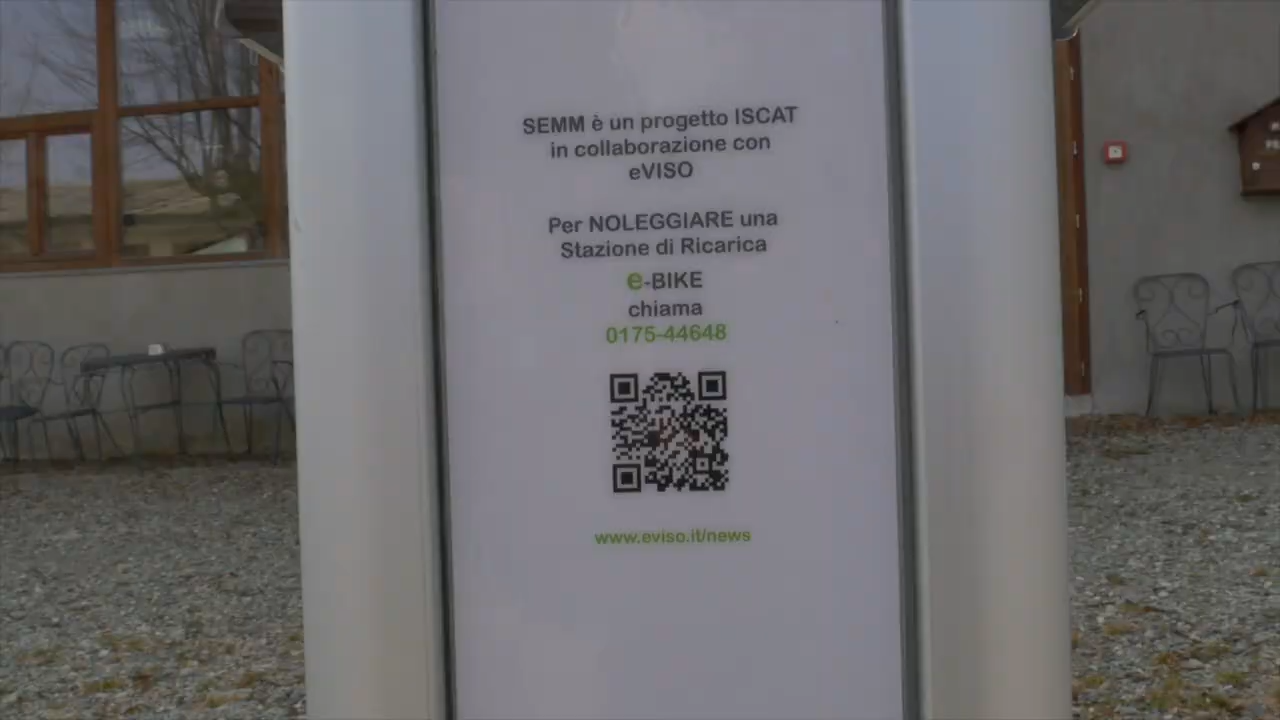 SEMM è un progetto ISCAT
in collaborazione con
eVISO
Per NOLEGGIARE una
Stazione di Ricarica
e-BIKE
chiama
0175-44648
www.eviso.it/news